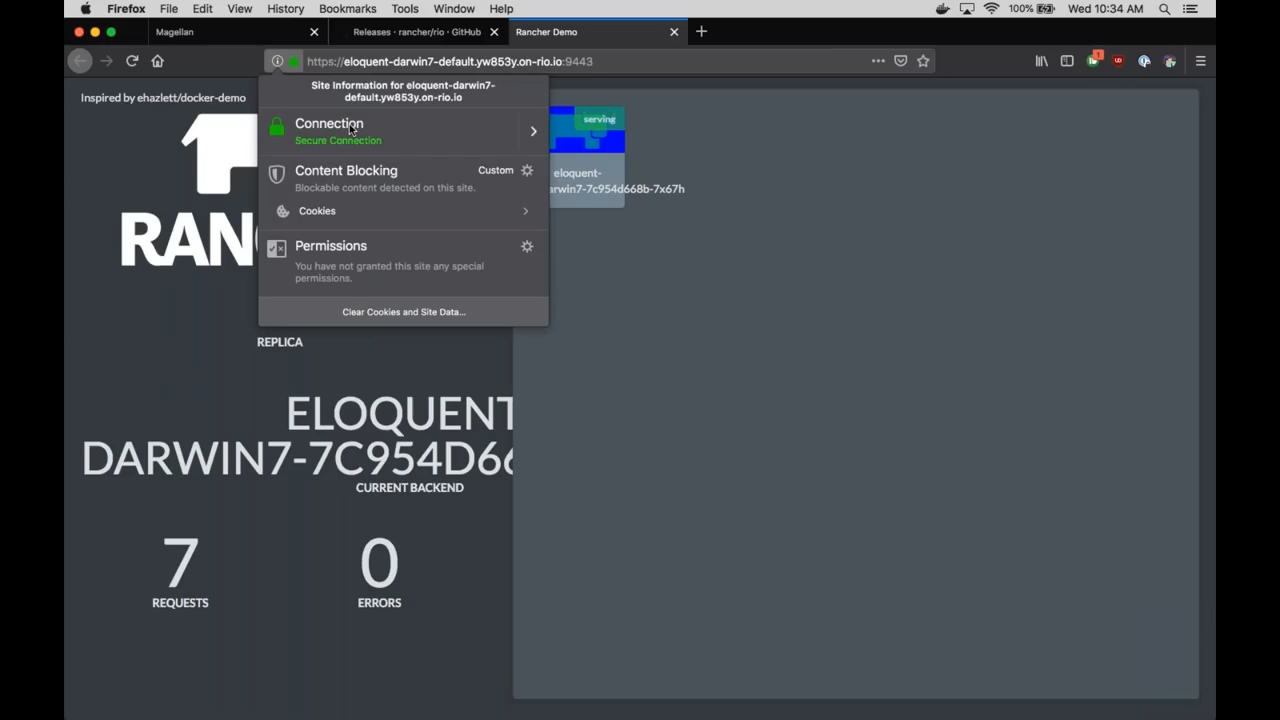 Firefox File Edit View History Bookmarks Tools Window Help 100% Wed 10:34 AM
Magellan Releases · rancher/rio · GitHub Rancher Demo
https://eloquent-darwin7-default.yw853y.on-rio.io:9443
Inspired by ehazlett/docker-demo
RAN
Site Information for eloquent-darwin7-
default.yw853y.on-rio.io
Connection
Secure Connection
Content Blocking Custom
Blockable content detected on this site.
Cookies
Permissions
You have not granted this site any special
permissions.
Clear Cookies and Site Data...
serving
eloquent-
arwin7-7c954d668b-7x67h
REPLICA
ELOQUENT
DARWIN7-7C954D66
CURRENT BACKEND
7 0
REQUESTS ERRORS